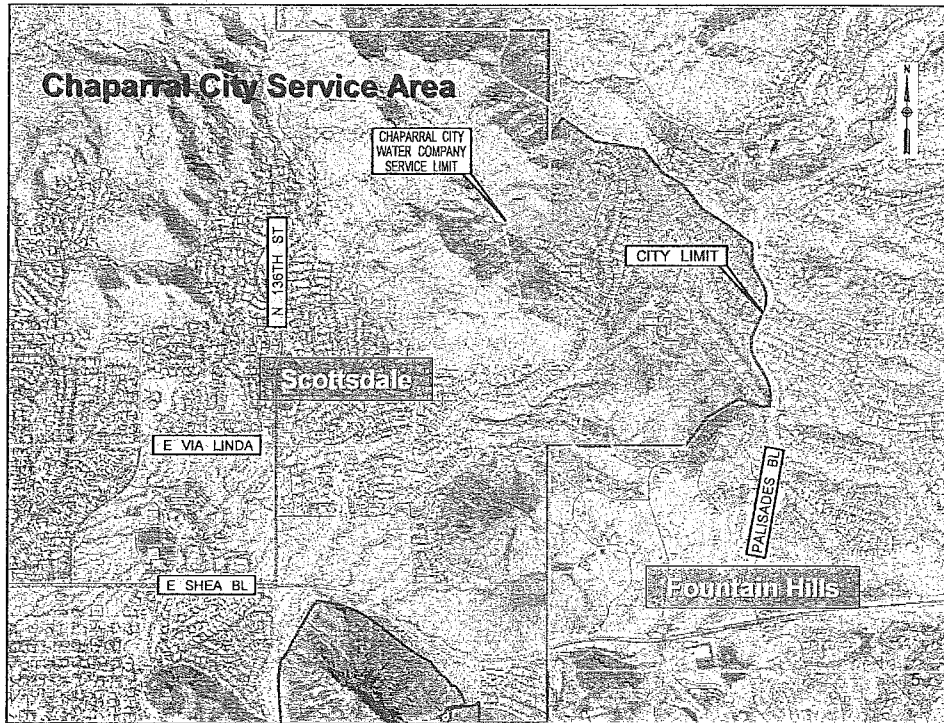 Chaparral City Service Area
N
CHAPARRAL CITY
WATER COMPANY
SERVICE LIMIT
N 136TH ST
CITY LIMIT
Scottsdale
E VIA LINDA
PALISADES BL
E SHEA BL
Fountain Hills
5